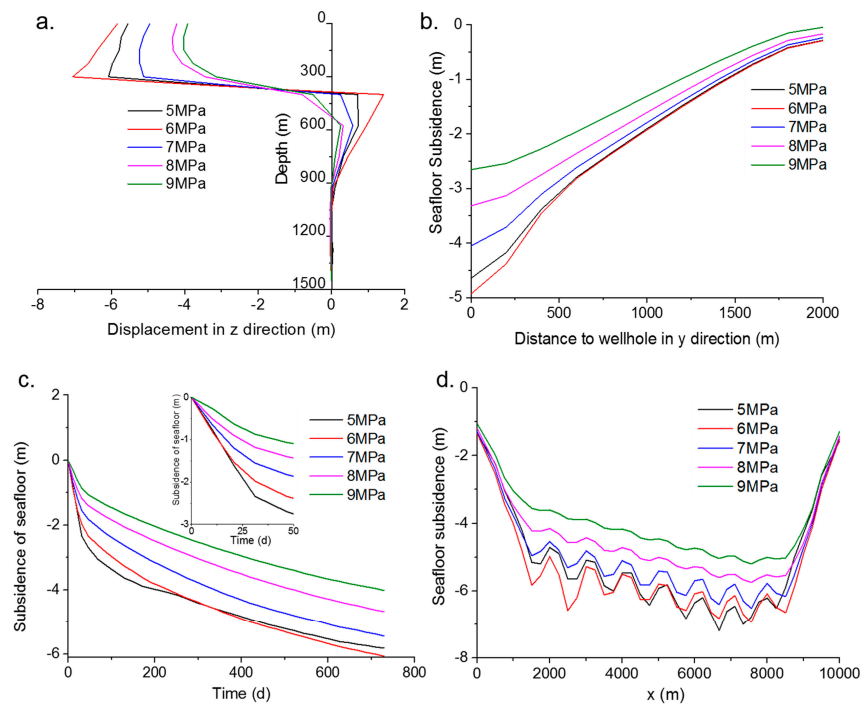 a.
0
300
600
900
1200
1500
Depth (m)
5MPa
6MPa
7MPa
8MPa
9MPa
-8
-6
-4
-2
0
2
Displacement in z direction (m)
b.
0
-1
-2
-3
-4
-5
Seafloor Subsidence (m)
5MPa
6MPa
7MPa
8MPa
9MPa
0
500
1000
1500
2000
Distance to wellhole in y direction (m)
c.
2
0
-2
-4
-6
Subsidence of seafloor (m)
0
-1
-2
-3
Subsidence of seafloor (m)
0
25
50
Time (d)
5MPa
6MPa
7MPa
8MPa
9MPa
0
200
400
600
800
Time (d)
d.
0
-2
-4
-6
-8
Seafloor subsidence (m)
5MPa
6MPa
7MPa
8MPa
9MPa
0
2000
4000
6000
8000
10000
x (m)